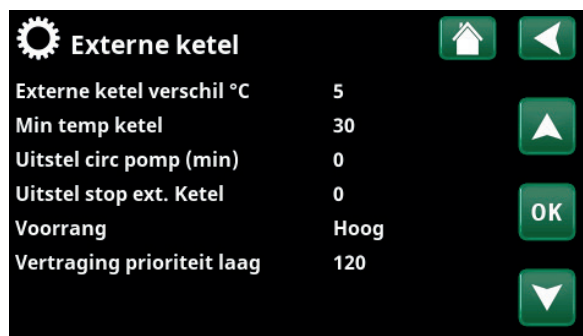 Externe ketel
Externe ketel verschil °C 5
Min temp ketel 30
Uitstel circ pomp (min) 0
Uitstel stop ext. Ketel 0
Voorrang Hoog
Vertraging prioriteit laag 120
OK